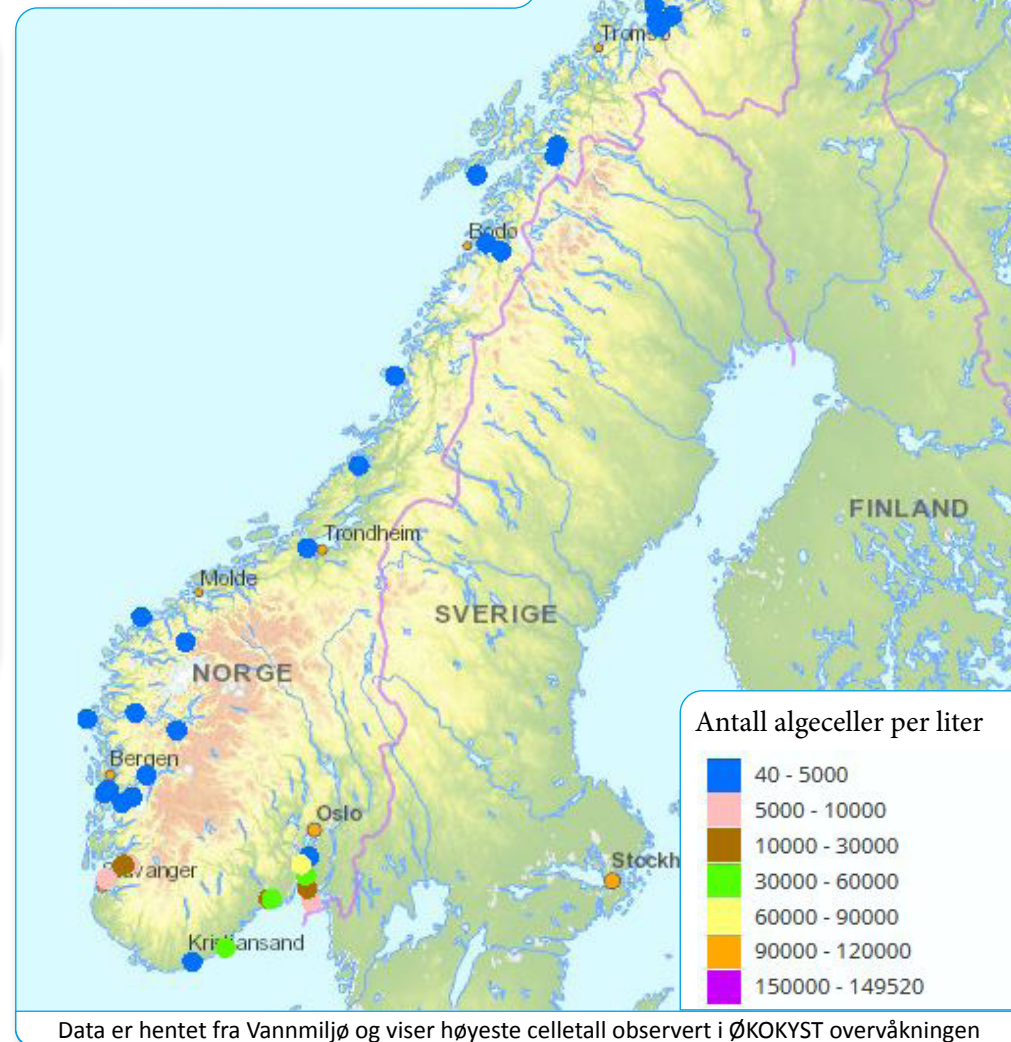 Tromsø
Bodø
FINLAND
Trondheim
Molde
SVERIGE
NORGE
Antall algeceller per liter
Bergen
40 - 5000
5000 - 10000
Oslo
10000 - 30000
30000 - 60000
60000 - 90000
90000 - 120000
150000 - 149520
Stockh
Stavanger
Kristiansand
Data er hentet fra Vannmiljø og viser høyeste celletall observert i ØKOKYST overvåkningen